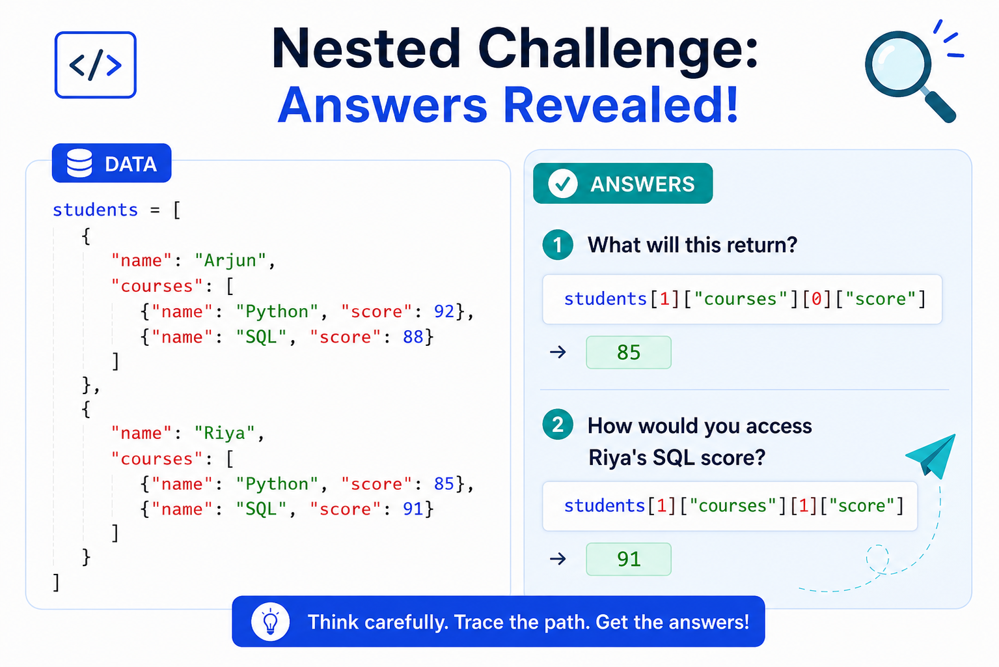 </>
Nested Challenge:
Answers Revealed!
DATA
students = [
{
"name": "Arjun",
"courses": [
{"name": "Python", "score": 92},
{"name": "SQL", "score": 88}
]
},
{
"name": "Riya",
"courses": [
{"name": "Python", "score": 85},
{"name": "SQL", "score": 91}
]
}
]
ANSWERS
1 What will this return?
students[1]["courses"][0]["score"]
→ 85
2 How would you access
Riya's SQL score?
students[1]["courses"][1]["score"]
→ 91
Think carefully. Trace the path. Get the answers!